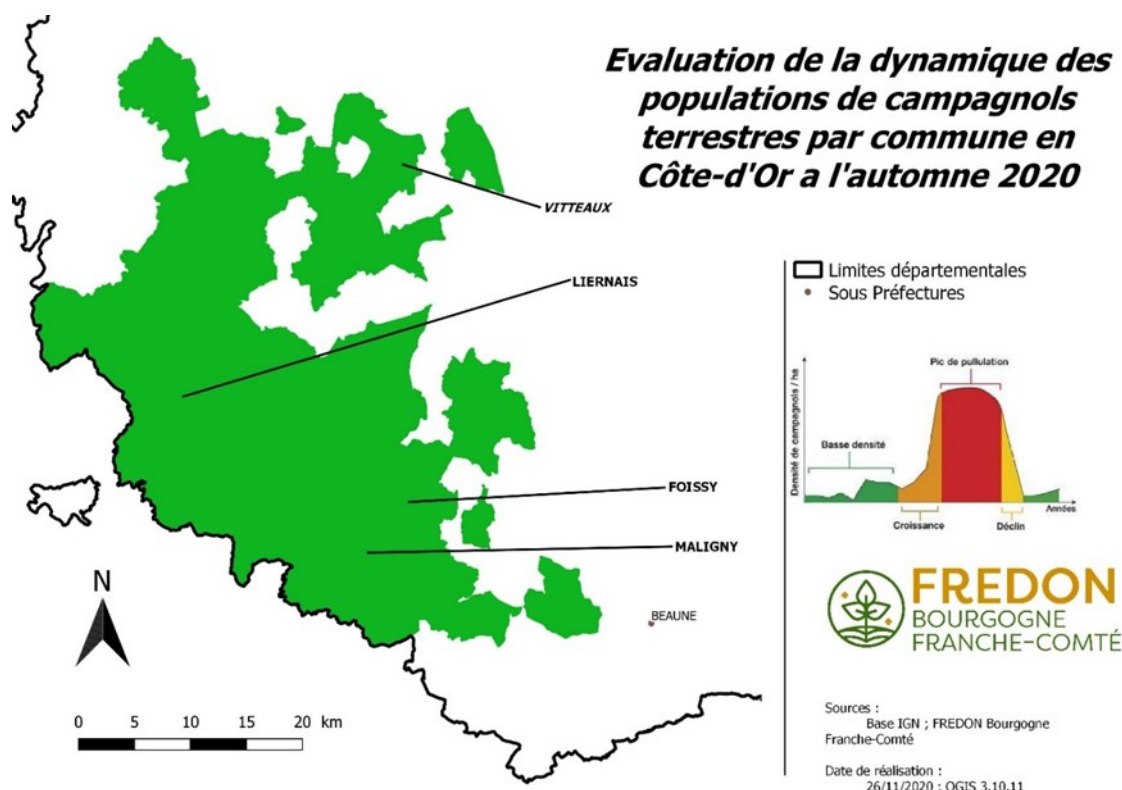 Evaluation de la dynamique des
populations de campagnols
terrestres par commune en
Côte-d'Or a l'automne 2020
VITTEAUX
LIERNAIS
FOISSY
MALIGNY
BEAUNE
N
0 5 10 15 20 km
Limites départementales
Sous Préfectures
Densité de campagnols / ha
Pic de pullulation
Basse densité
Années
Croissance
Déclin
FREDON
BOURGOGNE
FRANCHE-COMTÉ
Sources :
Base IGN ; FREDON Bourgogne
Franche-Comté
Date de réalisation :
26/11/2020 ; QGIS 3.10.11